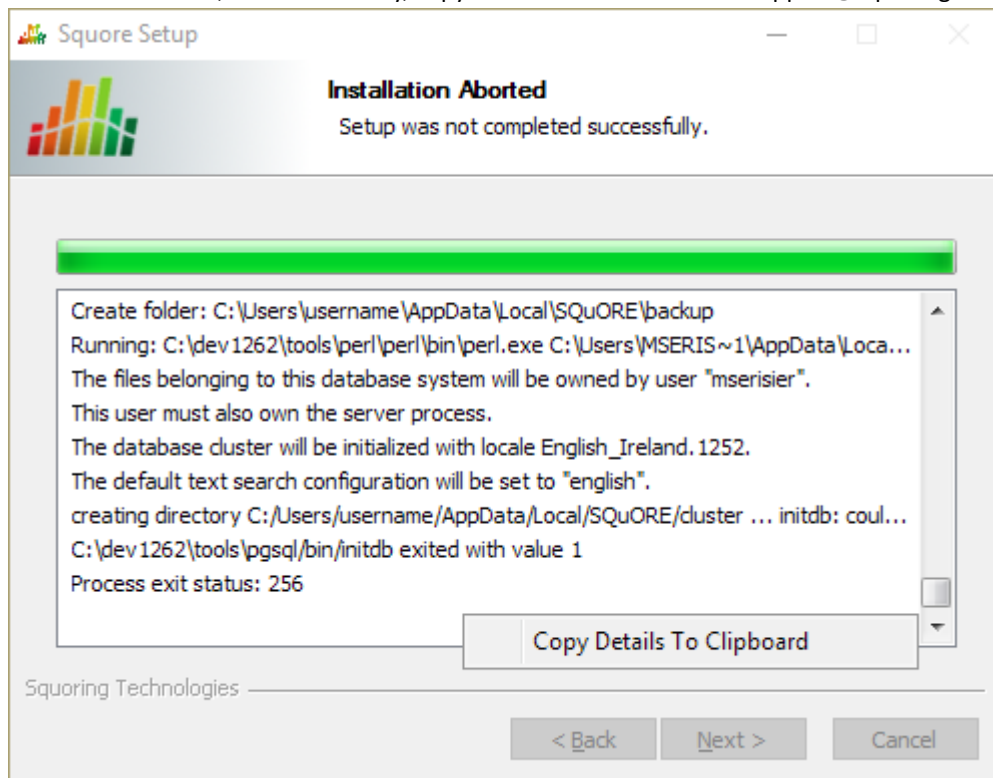 Squore Setup
Installation Aborted
Setup was not completed successfully.
Create folder: C:\Users\username\AppData\Local\SQuORE\backup
Running: C:\dev1262\tools\perl\perl\bin\perl.exe C:\Users\MSERIS~1\AppData\Loca...
The files belonging to this database system will be owned by user "mserisier".
This user must also own the server process.
The database cluster will be initialized with locale English_Ireland.1252.
The default text search configuration will be set to "english".
creating directory C:/Users/username/AppData/Local/SQuORE/cluster ... initdb: coul...
C:\dev1262\tools\pgsql/bin/initdb exited with value 1
Process exit status: 256
Copy Details To Clipboard
Squoring Technologies
< Back Next > Cancel